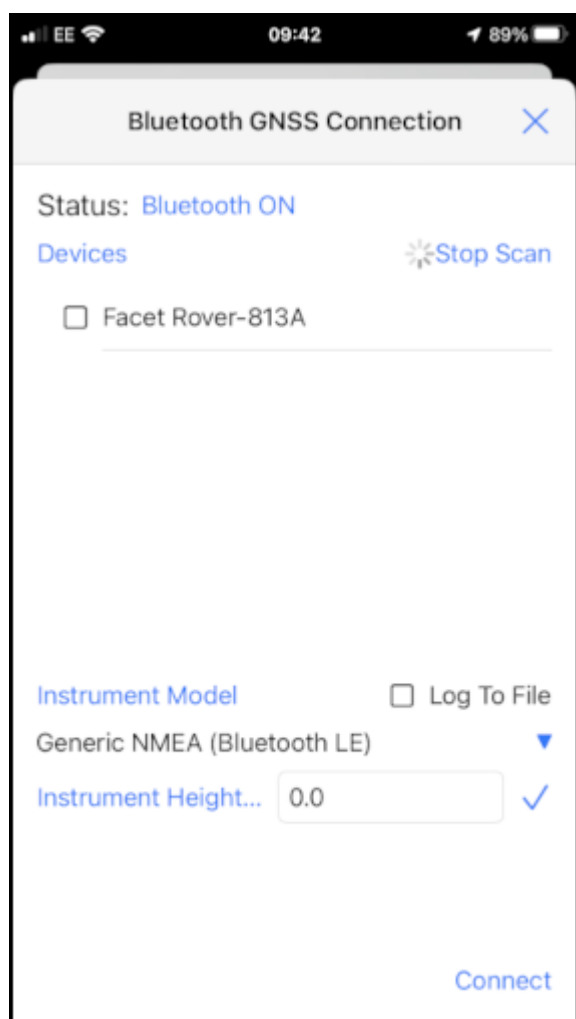 EE 09:42 89%
Bluetooth GNSS Connection
Status: Bluetooth ON
Devices Stop Scan
Facet Rover-813A
Instrument Model Log To File
Generic NMEA (Bluetooth LE)
Instrument Height... 0.0
Connect